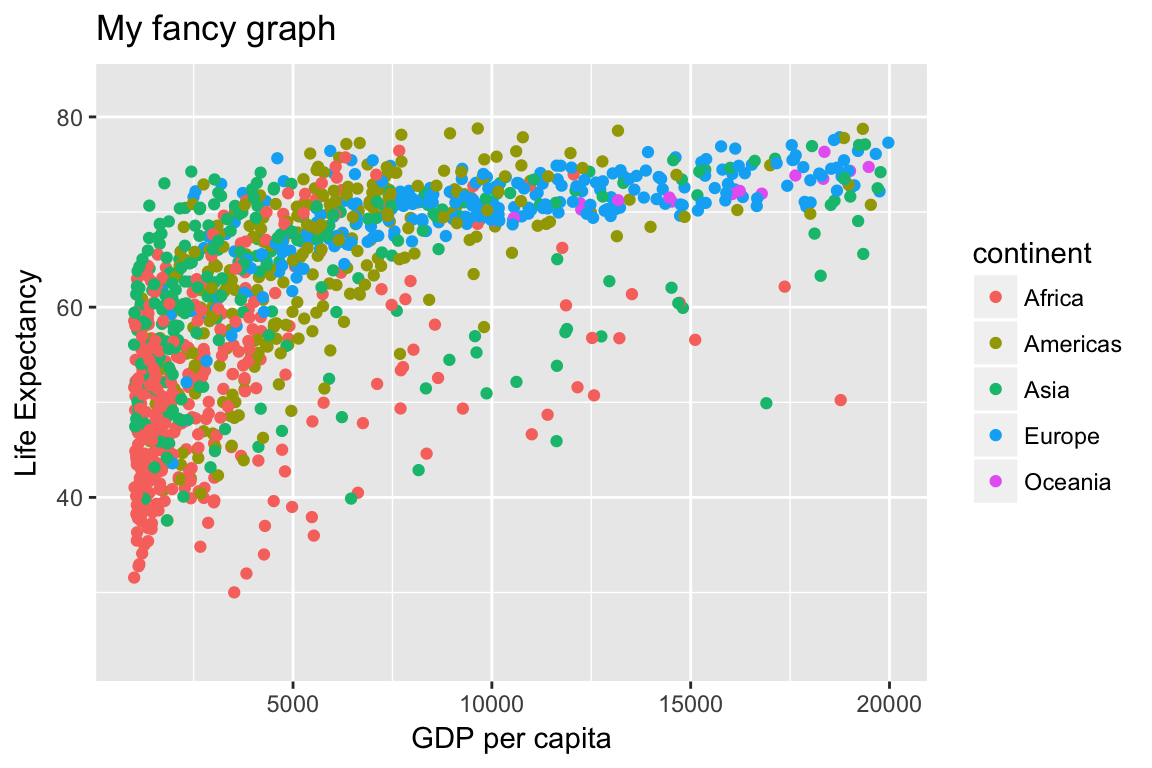 My fancy graph
80
60
40
Life Expectancy
5000 10000 15000 20000
GDP per capita
continent
Africa
Americas
Asia
Europe
Oceania